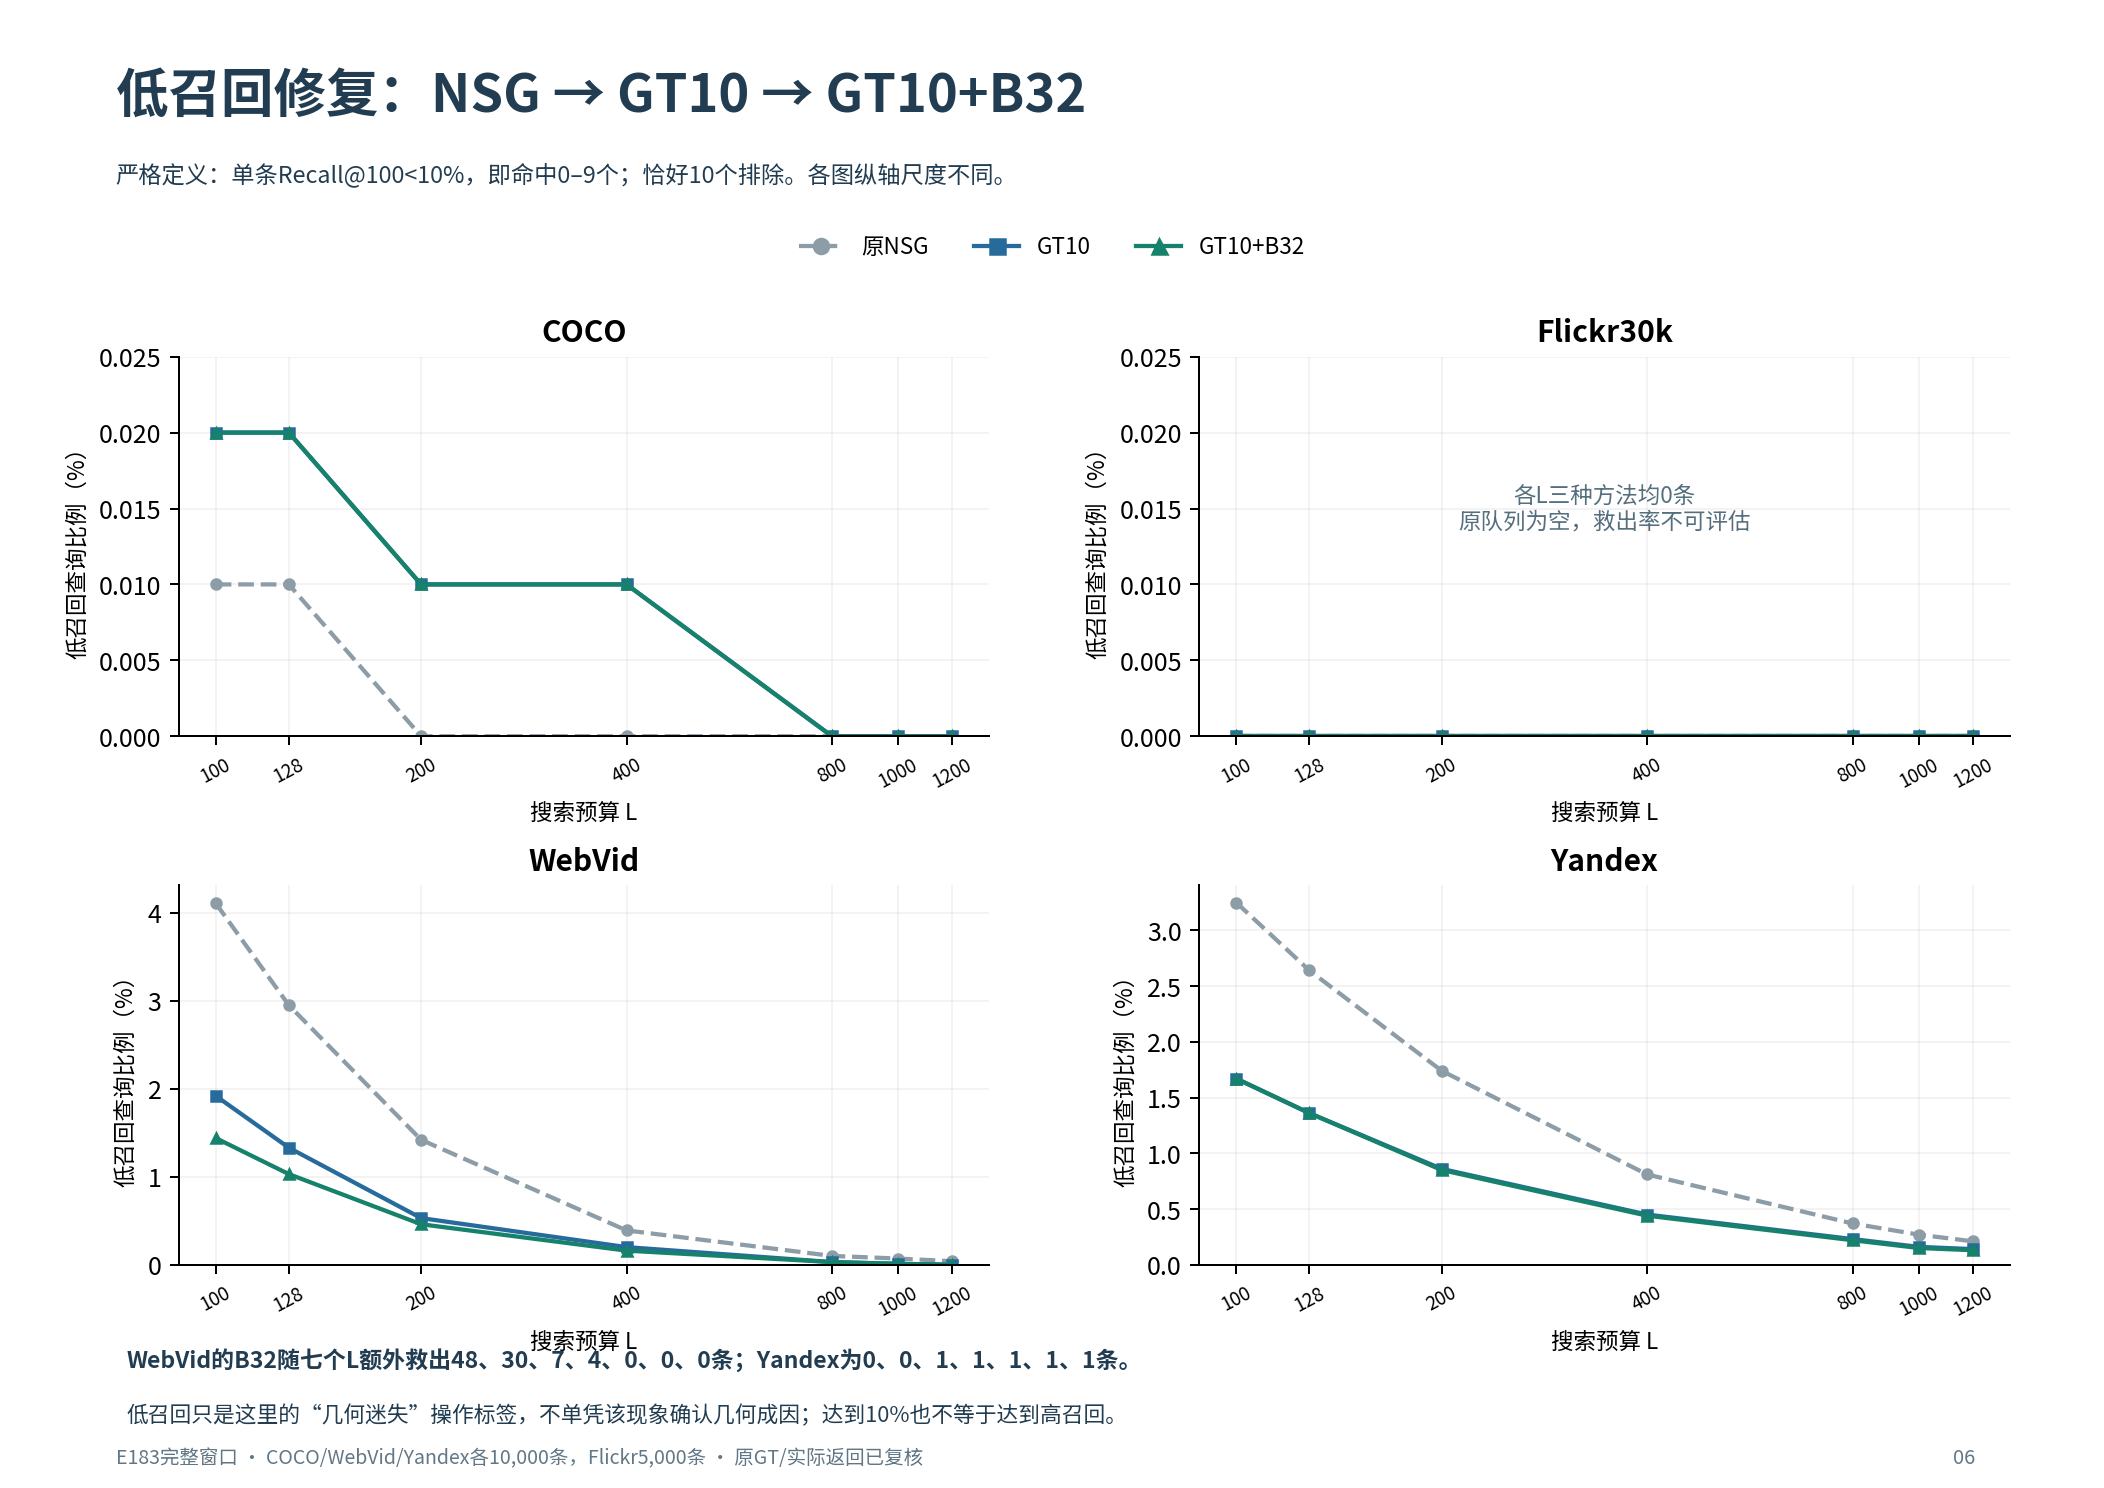 低召回修复：NSG → GT10 → GT10+B32
严格定义：单条Recall@100<10%，即命中0–9个；恰好10个排除。各图纵轴尺度不同。
原NSG
GT10
GT10+B32
COCO
0.025
0.020
0.015
0.010
0.005
0.000
低召回查询比例（%）
100
128
200
400
800
1000
1200
搜索预算 L
Flickr30k
0.025
0.020
0.015
0.010
0.005
0.000
低召回查询比例（%）
各L三种方法均0条
原队列为空，救出率不可评估
100
128
200
400
800
1000
1200
搜索预算 L
WebVid
4
3
2
1
0
低召回查询比例（%）
100
128
200
400
800
1000
1200
搜索预算 L
Yandex
3.0
2.5
2.0
1.5
1.0
0.5
0.0
低召回查询比例（%）
100
128
200
400
800
1000
1200
搜索预算 L
WebVid的B32随七个L额外救出48、30、7、4、0、0、0条；Yandex为0、0、1、1、1、1、1条。
低召回只是这里的“几何迷失”操作标签，不单凭该现象确认几何成因；达到10%也不等于达到高召回。
E183完整窗口 · COCO/WebVid/Yandex各10,000条，Flickr5,000条 · 原GT/实际返回已复核
06